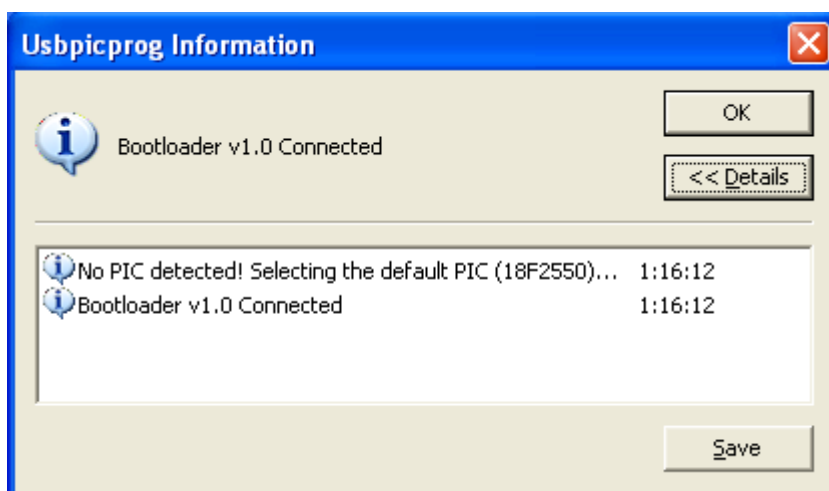 Usbpicprog Information
Bootloader v1.0 Connected
OK
<< Details
No PIC detected! Selecting the default PIC (18F2550)... 1:16:12
Bootloader v1.0 Connected 1:16:12
Save